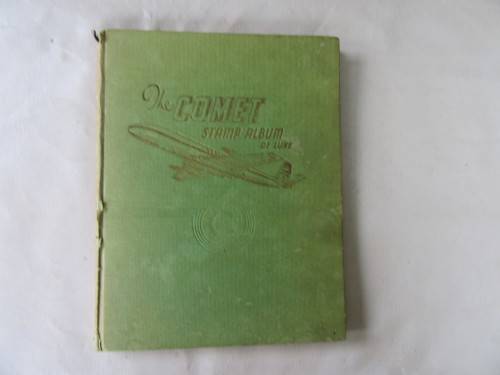 The COMET
STAMP ALBUM
DE LUXE